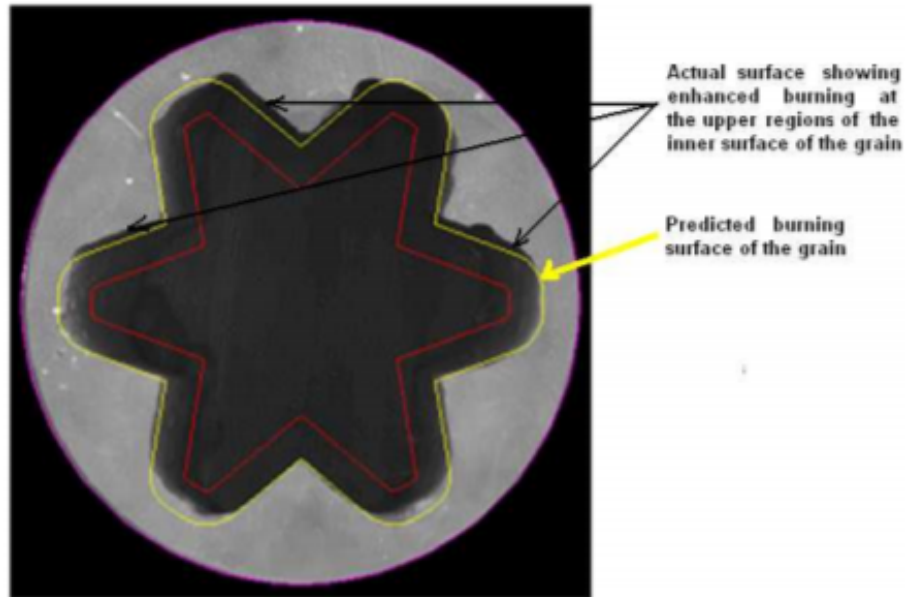 Actual surface showing
enhanced burning at
the upper regions of the
inner surface of the grain
Predicted burning
surface of the grain